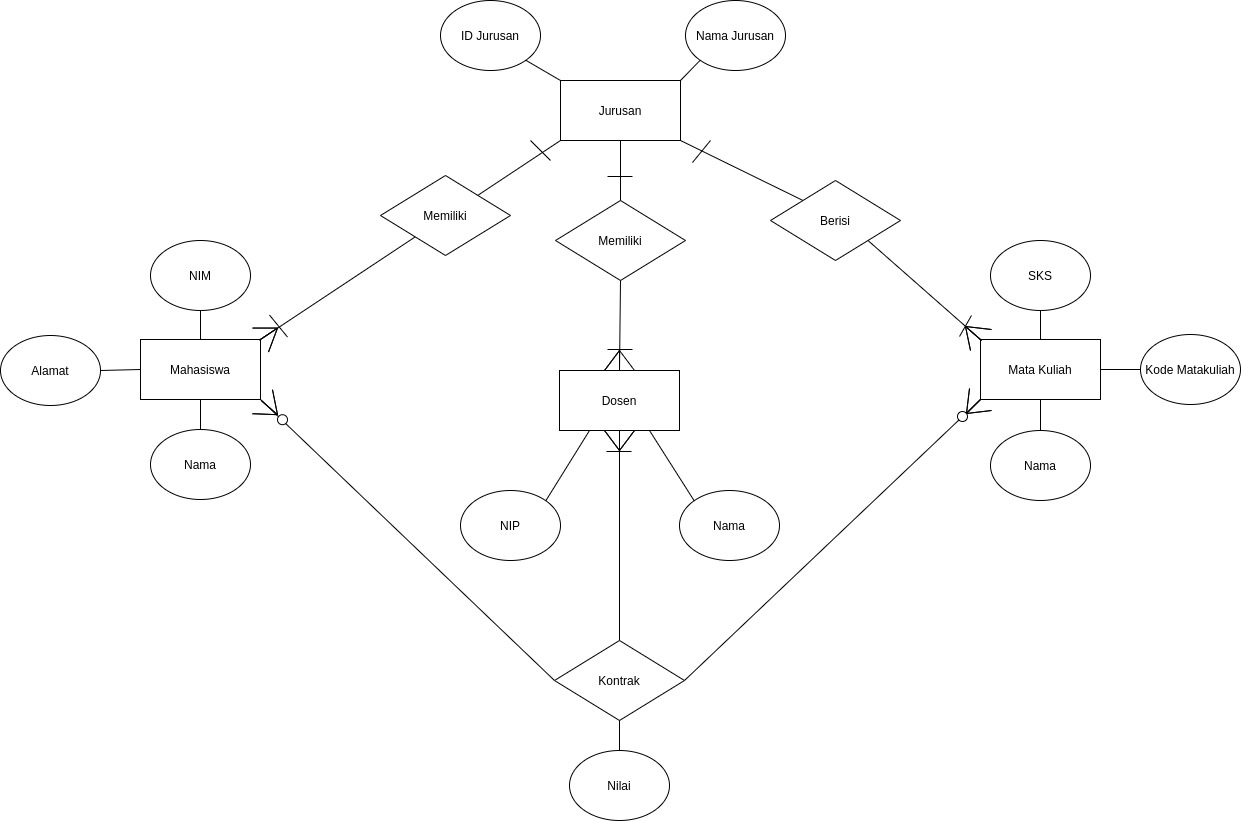 ID Jurusan
Nama Jurusan
Jurusan
Memiliki
Memiliki
Berisi
NIM
SKS
Alamat
Mahasiswa
Mata Kuliah
Kode Matakuliah
Dosen
Nama
Nama
NIP
Nama
Kontrak
Nilai